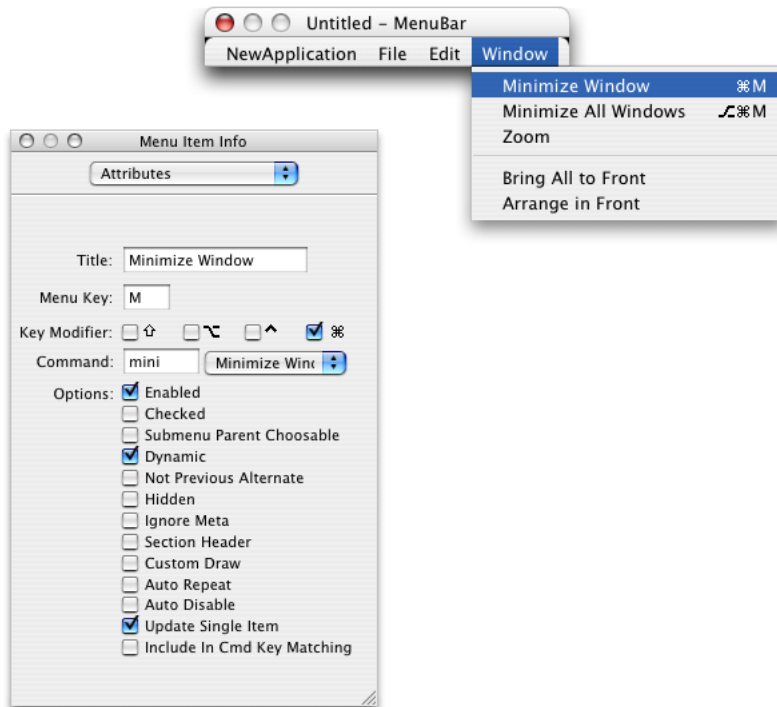 Untitled – MenuBar
NewApplication File Edit Window
Minimize Window ⌘M
Minimize All Windows ⌥⌘M
Zoom
Bring All to Front
Arrange in Front
Menu Item Info
Attributes
Title: Minimize Window
Menu Key: M
Key Modifier: ⇧ ⌥ ^ ⌘
Command: mini Minimize Wind
Options: Enabled
Checked
Submenu Parent Choosable
Dynamic
Not Previous Alternate
Hidden
Ignore Meta
Section Header
Custom Draw
Auto Repeat
Auto Disable
Update Single Item
Include In Cmd Key Matching